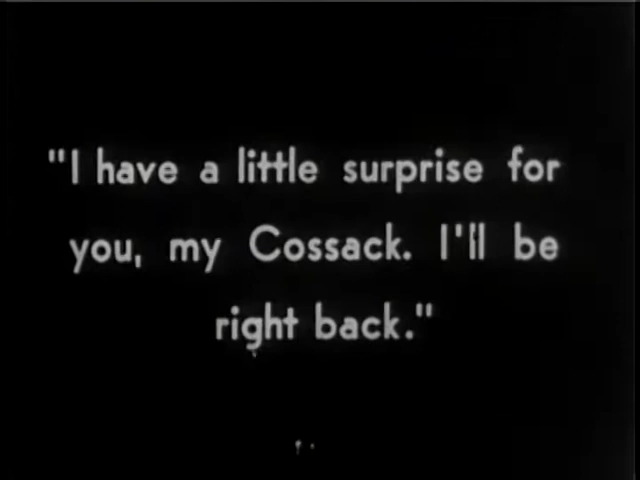 "I have a little surprise for
you, my Cossack. I'll be
right back."